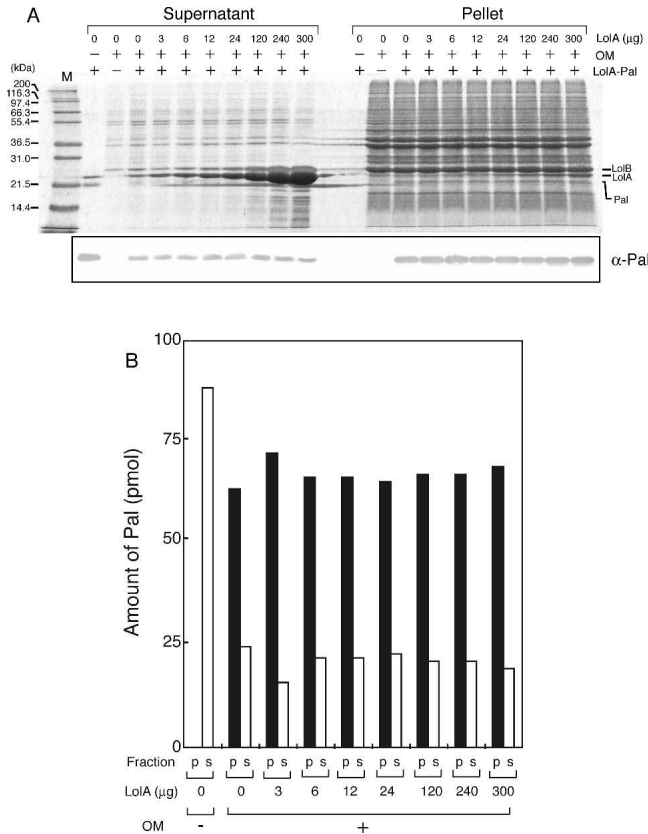 A
Supernatant Pellet
0 0 0 3 6 12 24 120 240 300 0 0 0 3 6 12 24 120 240 300 LolA (μg)
− + + + + + + + + + − + + + + + + + + + OM
(kDa) + − + + + + + + + + + − + + + + + + + + LolA-Pal
M
200
116.3
97.4
66.3
55.4
36.5
31.0
21.5
14.4
LolB
LolA
Pal
α-Pal
B
Amount of Pal (pmol)
100
75
50
25
0
Fraction p s p s p s p s p s p s p s p s p s
LolA (μg) 0 0 3 6 12 24 120 240 300
OM - +